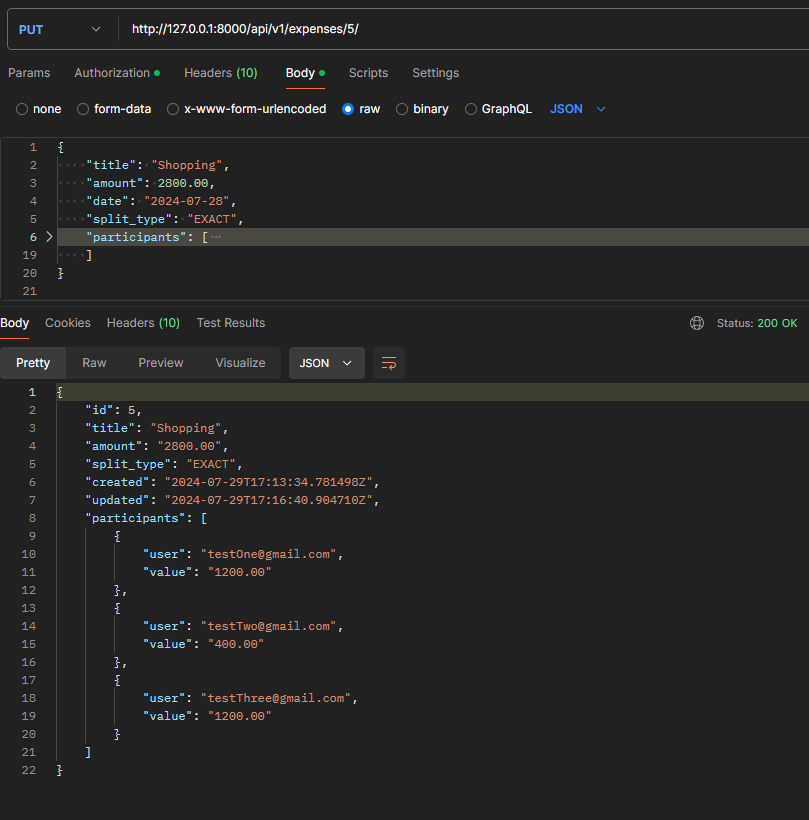 PUT http://127.0.0.1:8000/api/v1/expenses/5/
Params Authorization Headers (10) Body Scripts Settings
none form-data x-www-form-urlencoded raw binary GraphQL JSON
1 {
2 "title": "Shopping",
3 "amount": 2800.00,
4 "date": "2024-07-28",
5 "split_type": "EXACT",
6 "participants": [ ⋯
19 ]
20 }
21
Body Cookies Headers (10) Test Results Status: 200 OK
Pretty Raw Preview Visualize JSON
1 {
2 "id": 5,
3 "title": "Shopping",
4 "amount": "2800.00",
5 "split_type": "EXACT",
6 "created": "2024-07-29T17:13:34.781498Z",
7 "updated": "2024-07-29T17:16:40.904710Z",
8 "participants": [
9 {
10 "user": "testOne@gmail.com",
11 "value": "1200.00"
12 },
13 {
14 "user": "testTwo@gmail.com",
15 "value": "400.00"
16 },
17 {
18 "user": "testThree@gmail.com",
19 "value": "1200.00"
20 }
21 ]
22 }